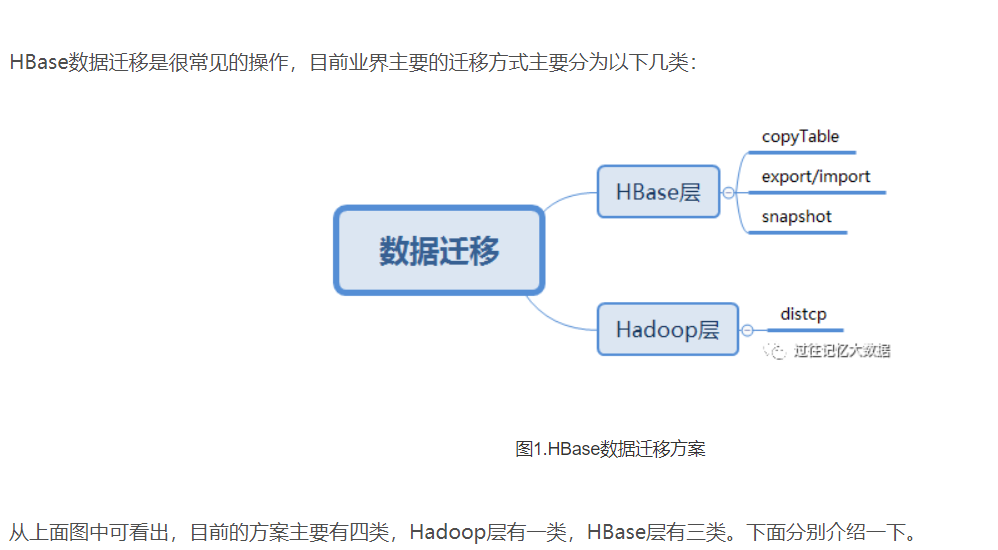 HBase数据迁移是很常见的操作，目前业界主要的迁移方式主要分为以下几类：
copyTable
export/import
snapshot
HBase层
数据迁移
Hadoop层
distcp
过往记忆大数据
图1.HBase数据迁移方案
从上面图中可看出，目前的方案主要有四类，Hadoop层有一类，HBase层有三类。下面分别介绍一下。